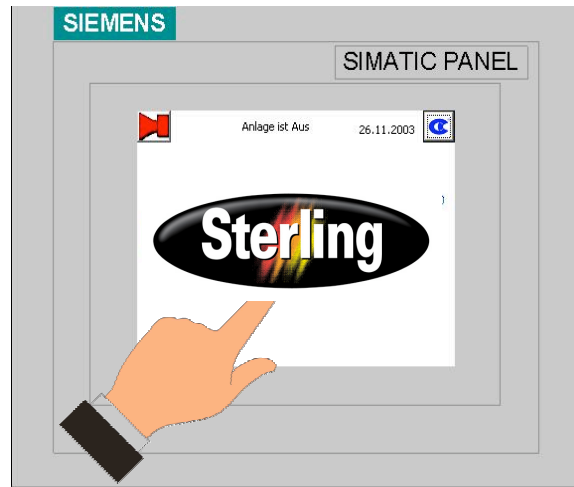 SIEMENS
SIMATIC PANEL
Anlage ist Aus
26.11.2003
Sterling